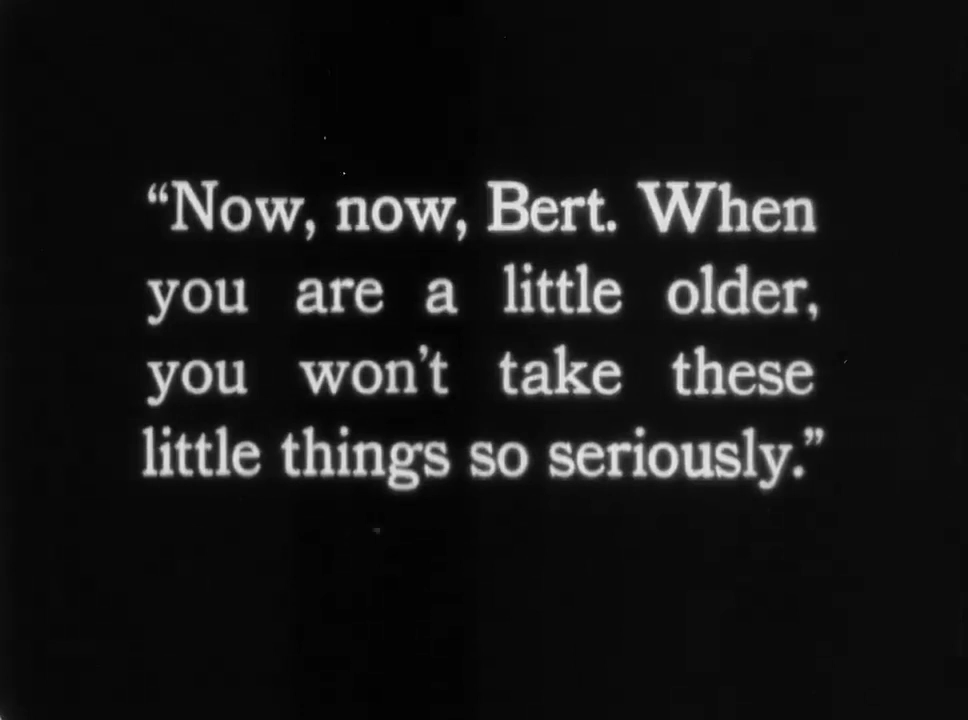 “Now, now, Bert. When
you are a little older,
you won’t take these
little things so seriously.”